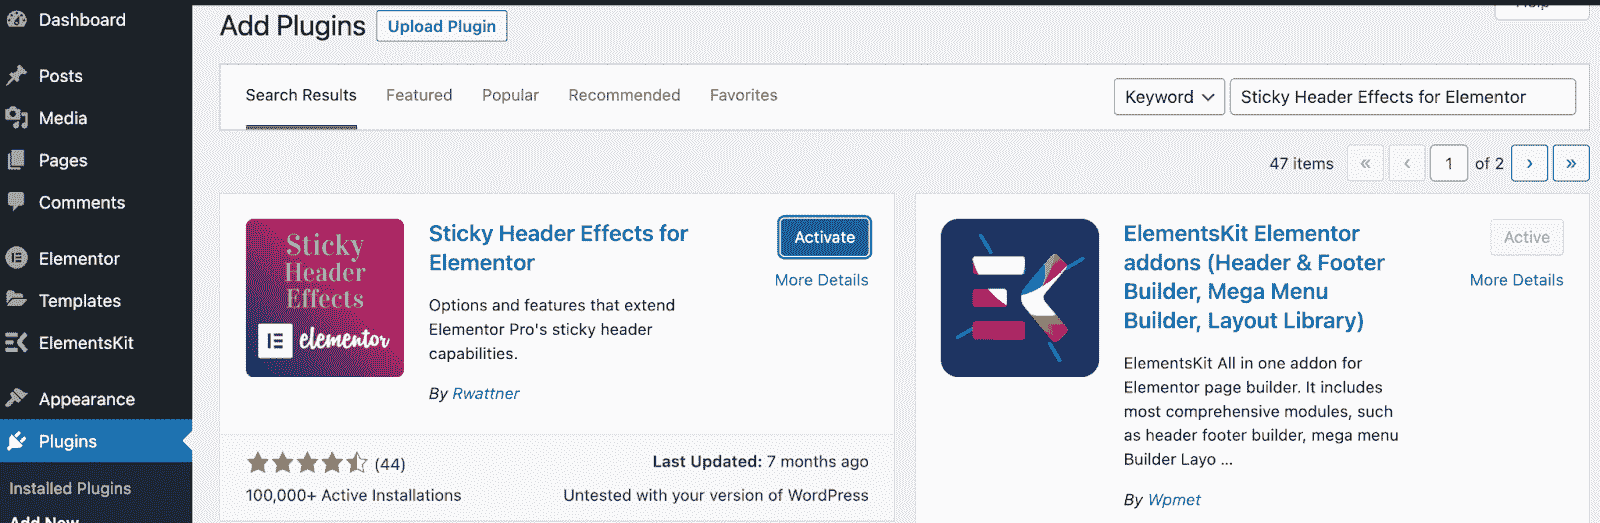 Dashboard
Posts
Media
Pages
Comments
Elementor
Templates
ElementsKit
Appearance
Plugins
Installed Plugins
Add New
Add Plugins
Upload Plugin
Help
Search Results
Featured
Popular
Recommended
Favorites
Keyword
Sticky Header Effects for Elementor
47 items
«
‹
1
of 2
›
»
Sticky
Header
Effects
elementor
Sticky Header Effects for
Elementor
Activate
More Details
Options and features that extend
Elementor Pro's sticky header
capabilities.
By Rwattner
(44)
100,000+ Active Installations
Last Updated: 7 months ago
Untested with your version of WordPress
ElementsKit Elementor
addons (Header & Footer
Builder, Mega Menu
Builder, Layout Library)
Active
More Details
ElementsKit All in one addon for
Elementor page builder. It includes
most comprehensive modules, such
as header footer builder, mega menu
Builder Layo ...
By Wpmet